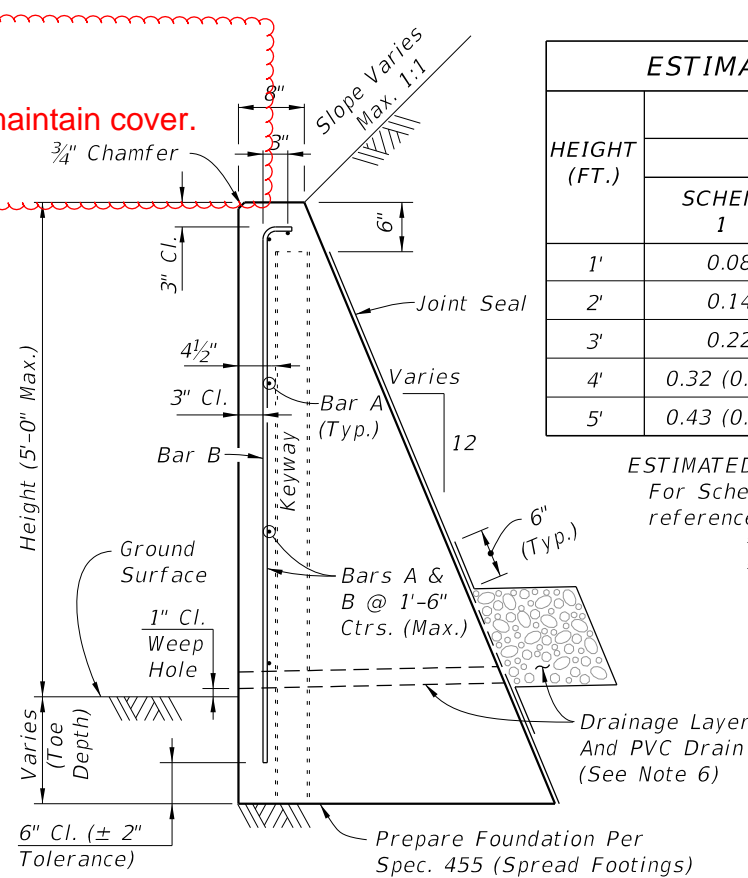 maintain cover.
8"
3"
¾" Chamfer
Slope Varies
Max. 1:1
6"
3" Cl.
Joint Seal
4½"
Varies
12
3" Cl.
Bar A
(Typ.)
Bar B
Keyway
Height (5'-0" Max.)
6"
(Typ.)
Ground
Surface
Bars A &
B @ 1'-6"
Ctrs. (Max.)
1" Cl.
Weep
Hole
Varies
(Toe
Depth)
Drainage Layer
And PVC Drain
(See Note 6)
6" Cl. (± 2"
Tolerance)
Prepare Foundation Per
Spec. 455 (Spread Footings)
ESTIMA
HEIGHT
(FT.)
SCHE
1
1' 0.08
2' 0.14
3' 0.22
4' 0.32 (0.
5' 0.43 (0.
ESTIMATED
For Sche
reference